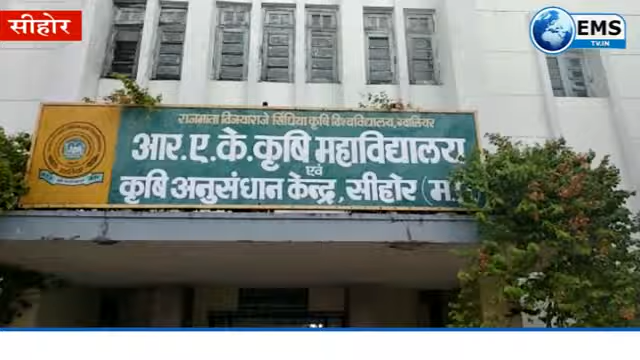 सीहोर
EMS
TV.IN
राजमाता विजयाराजे सिंधिया कृषि विश्वविद्यालय, ग्वालियर
आर.ए.के. कृषि महाविद्यालय
एवं
कृषि अनुसंधान केन्द्र, सीहोर (म.